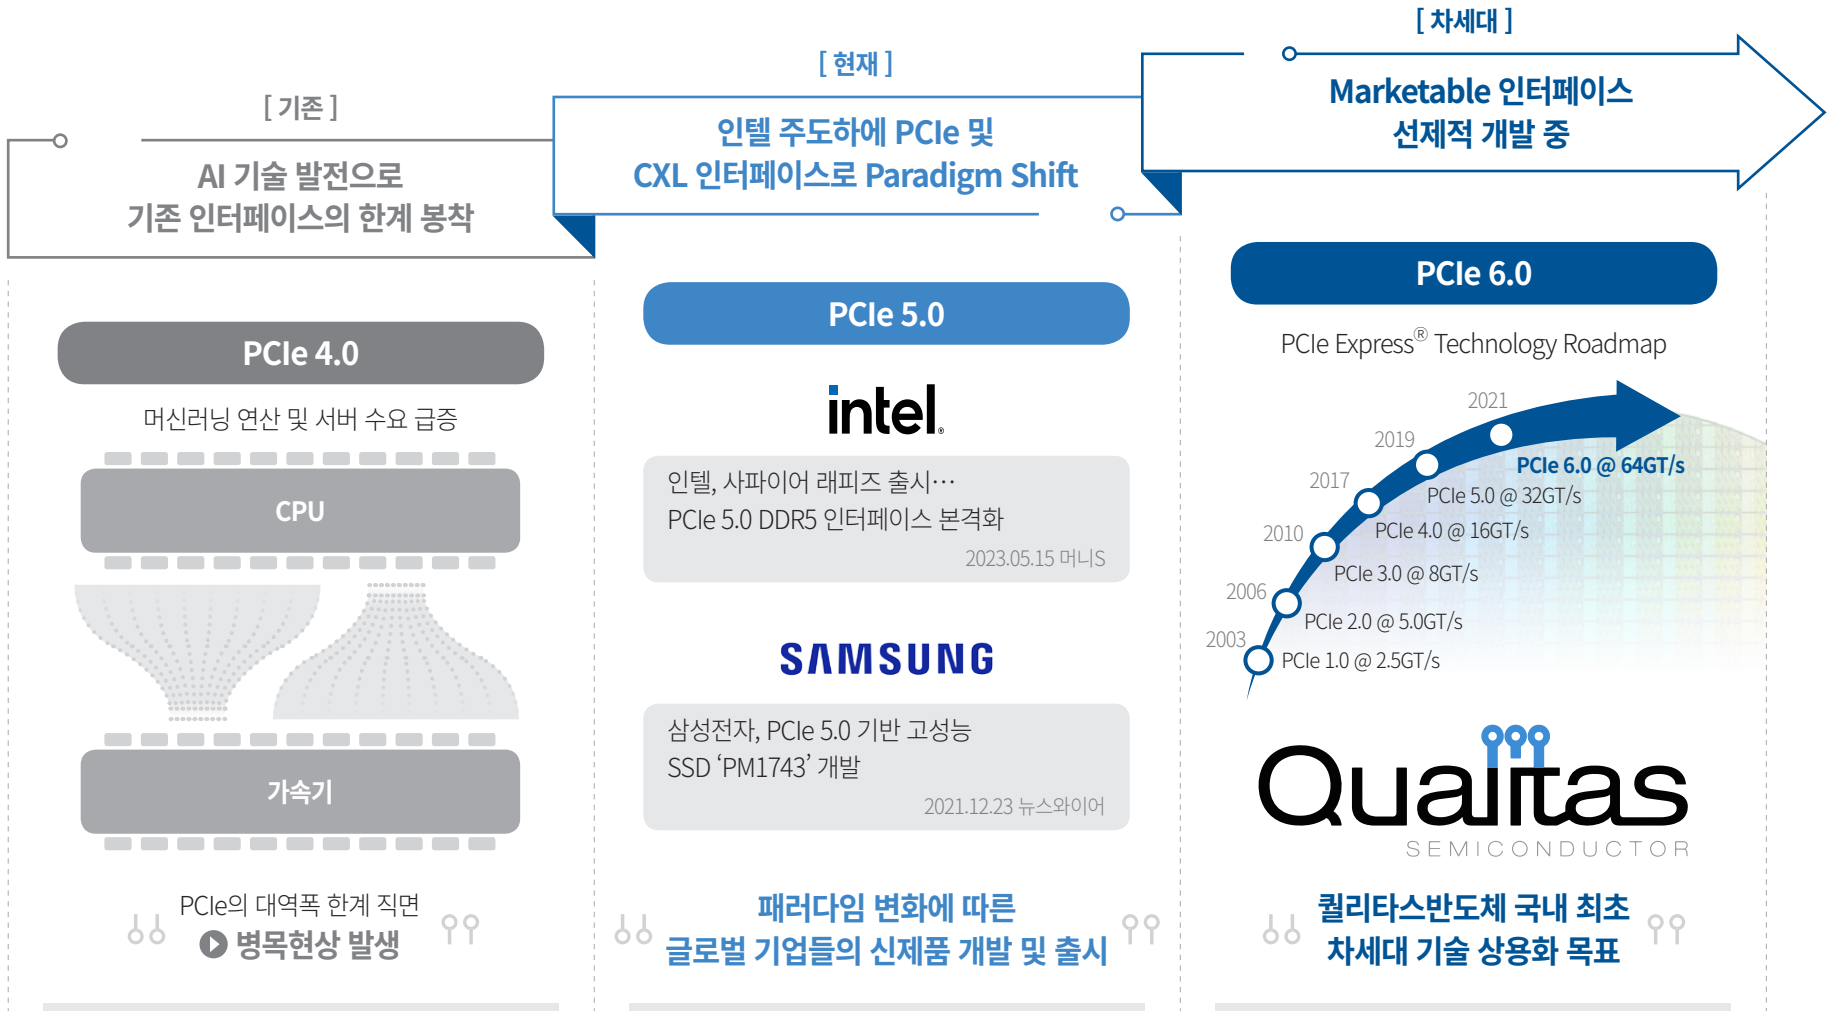 [ 기존 ]
AI 기술 발전으로
기존 인터페이스의 한계 봉착
PCIe 4.0
머신러닝 연산 및 서버 수요 급증
CPU
가속기
PCIe의 대역폭 한계 직면
병목현상 발생
[ 현재 ]
인텔 주도하에 PCIe 및
CXL 인터페이스로 Paradigm Shift
PCIe 5.0
intel®
인텔, 사파이어 래피즈 출시…
PCIe 5.0 DDR5 인터페이스 본격화
2023.05.15 머니S
SAMSUNG
삼성전자, PCIe 5.0 기반 고성능
SSD ‘PM1743’ 개발
2021.12.23 뉴스와이어
패러다임 변화에 따른
글로벌 기업들의 신제품 개발 및 출시
[ 차세대 ]
Marketable 인터페이스
선제적 개발 중
PCIe 6.0
PCIe Express® Technology Roadmap
2021
PCIe 6.0 @ 64GT/s
2019
PCIe 5.0 @ 32GT/s
2017
PCIe 4.0 @ 16GT/s
2010
PCIe 3.0 @ 8GT/s
2006
PCIe 2.0 @ 5.0GT/s
2003
PCIe 1.0 @ 2.5GT/s
Qualitas
SEMICONDUCTOR
퀄리타스반도체 국내 최초
차세대 기술 상용화 목표